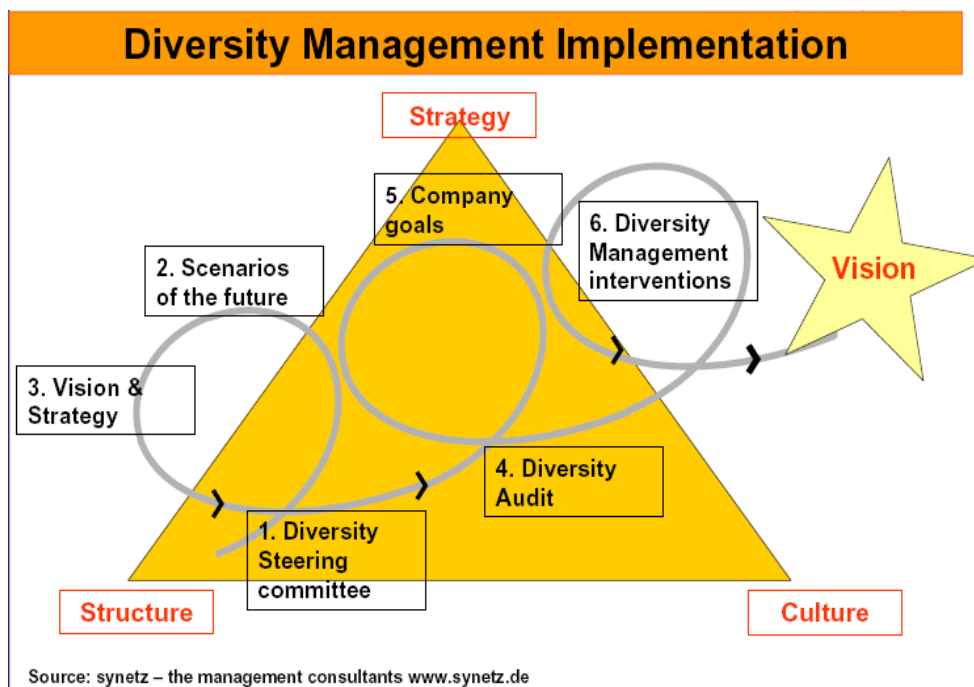 Diversity Management Implementation
Strategy
5. Company
goals
6. Diversity
Management
interventions
Vision
2. Scenarios
of the future
3. Vision &
Strategy
4. Diversity
Audit
1. Diversity
Steering
committee
Structure
Culture
Source: synetz – the management consultants www.synetz.de